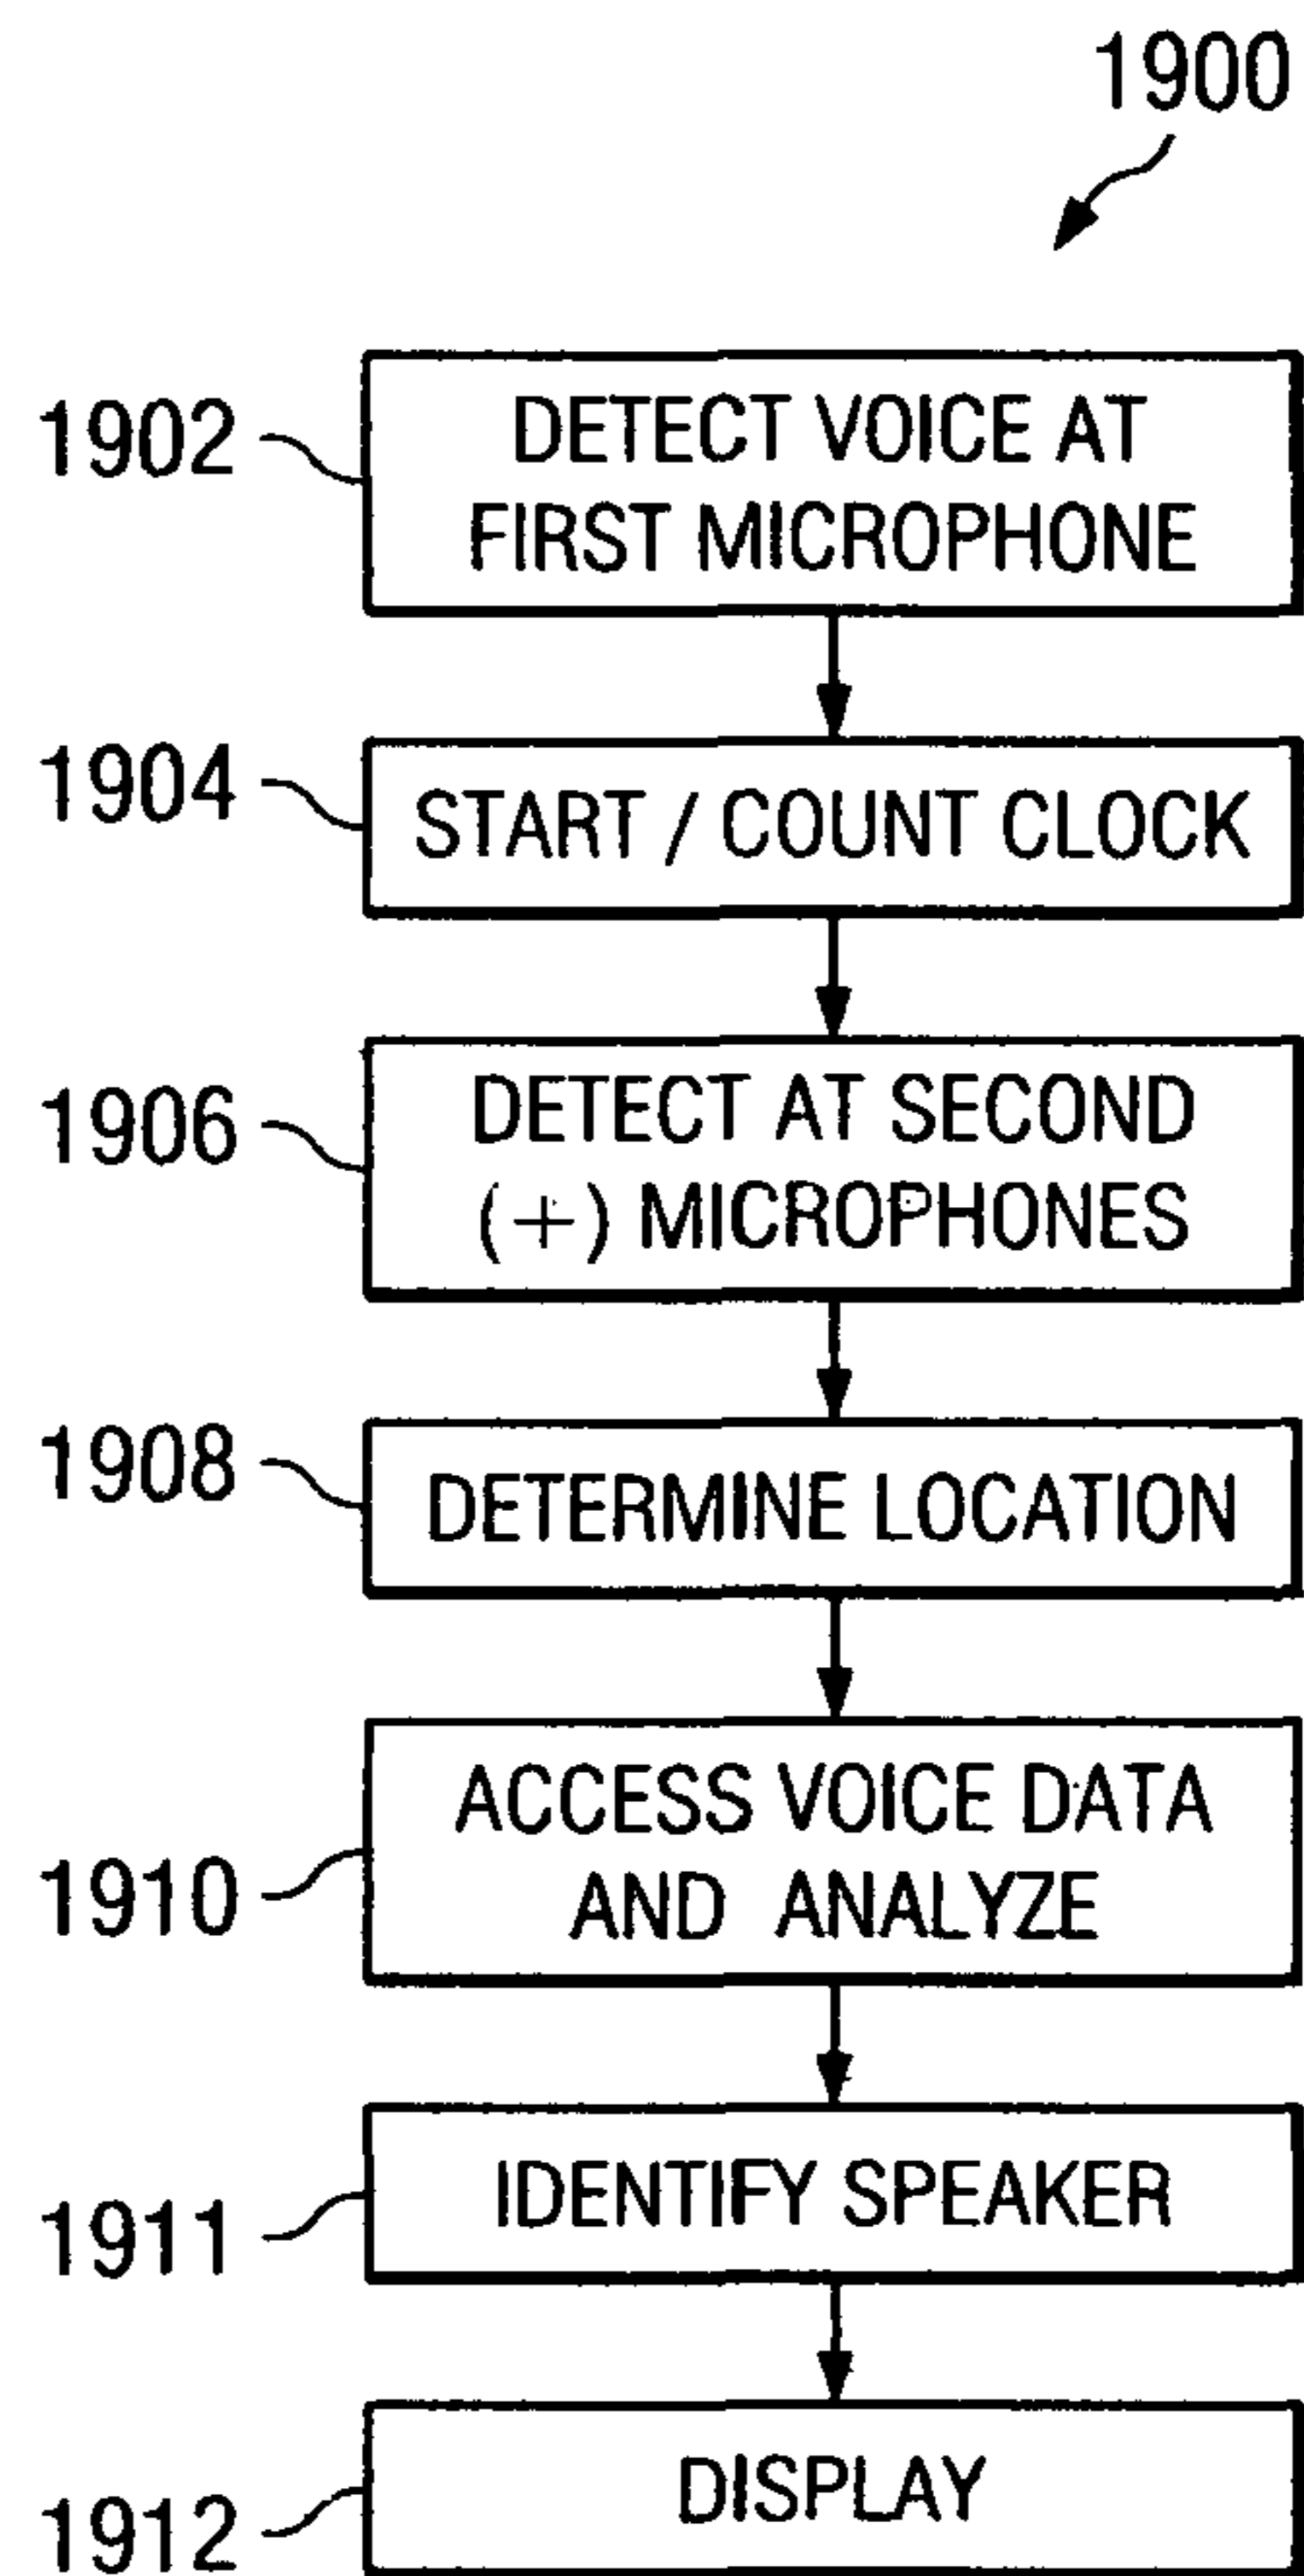 1900
1902
DETECT VOICE AT
FIRST MICROPHONE
1904
START / COUNT CLOCK
1906
DETECT AT SECOND
(+) MICROPHONES
1908
DETERMINE LOCATION
1910
ACCESS VOICE DATA
AND ANALYZE
1911
IDENTIFY SPEAKER
1912
DISPLAY